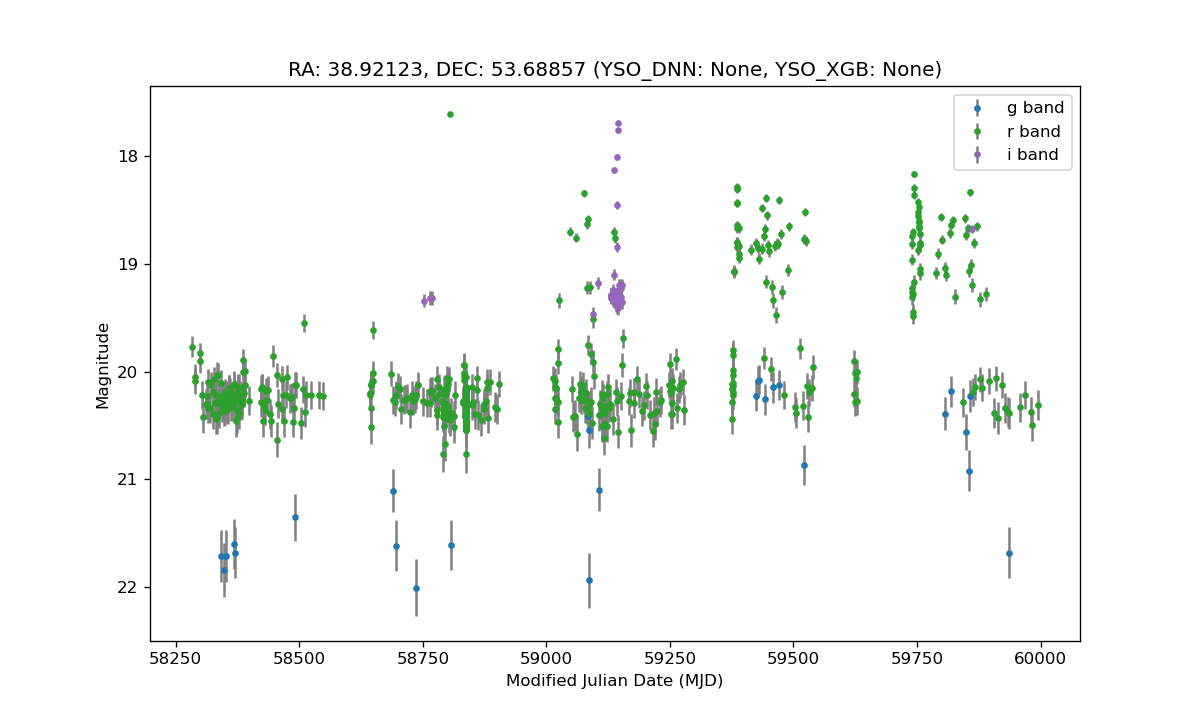 RA: 38.92123, DEC: 53.68857 (YSO_DNN: None, YSO_XGB: None)
g band
r band
i band
18
19
20
21
22
Magnitude
58250 58500 58750 59000 59250 59500 59750 60000
Modified Julian Date (MJD)